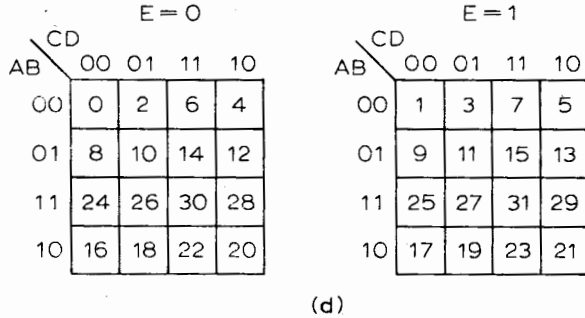 E = 0 E = 1
CD CD
AB 00 01 11 10 AB 00 01 11 10
00 0 2 6 4 00 1 3 7 5
01 8 10 14 12 01 9 11 15 13
11 24 26 30 28 11 25 27 31 29
10 16 18 22 20 10 17 19 23 21
(d)